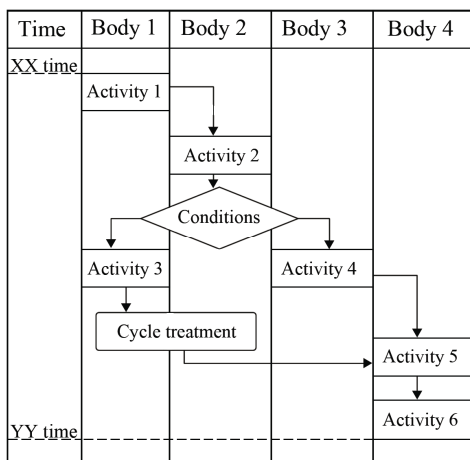 Time Body 1 Body 2 Body 3 Body 4
XX time
Activity 1
Activity 2
Conditions
Activity 3 Activity 4
Cycle treatment
Activity 5
Activity 6
YY time